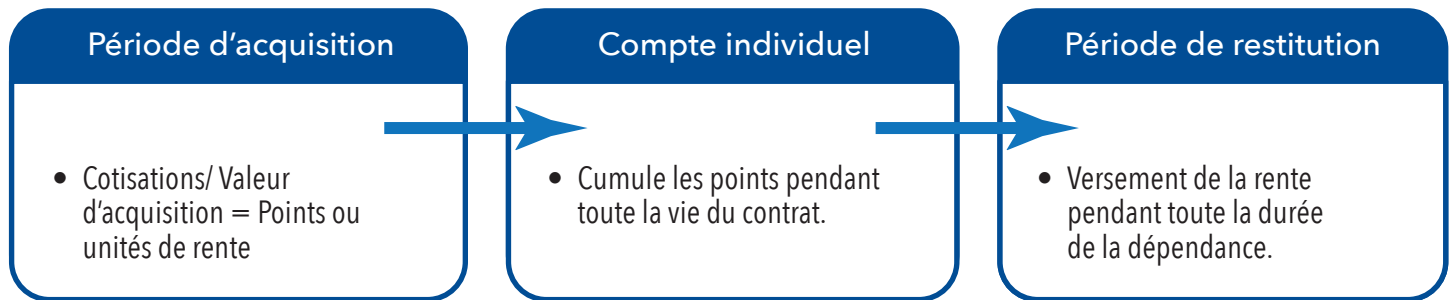 Période d’acquisition
• Cotisations/ Valeur
d’acquisition = Points ou
unités de rente
Compte individuel
• Cumule les points pendant
toute la vie du contrat.
Période de restitution
• Versement de la rente
pendant toute la durée
de la dépendance.